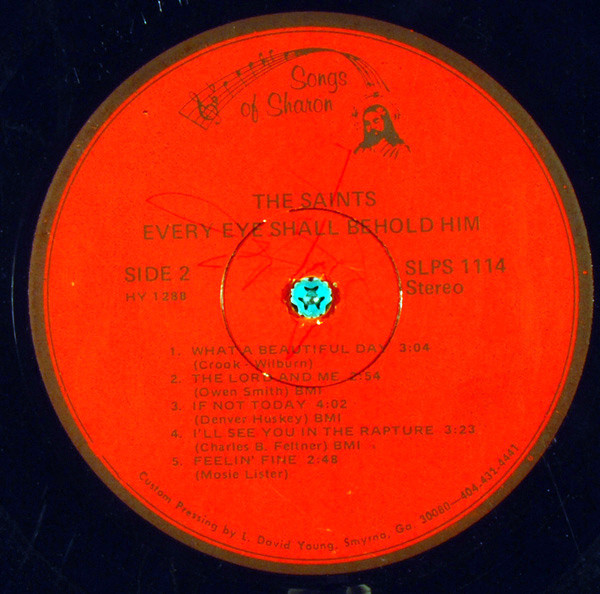 Songs
of Sharon
THE SAINTS
EVERY EYE SHALL BEHOLD HIM
SIDE 2
SLPS 1114
HY 128B
Stereo
1. WHAT A BEAUTIFUL DAY 3:04
(Crook - Wilburn)
2. THE LORD AND ME 2:54
(Owen Smith) BMI
3. IF NOT TODAY 4:02
(Denver Huskey) BMI
4. I'LL SEE YOU IN THE RAPTURE 3:23
(Charles B. Feltner) BMI
5. FEELIN' FINE 2:48
(Mosie Lister)
Custom Pressing by L. David Young, Smyrna, Ga. 30080—404-432-4441